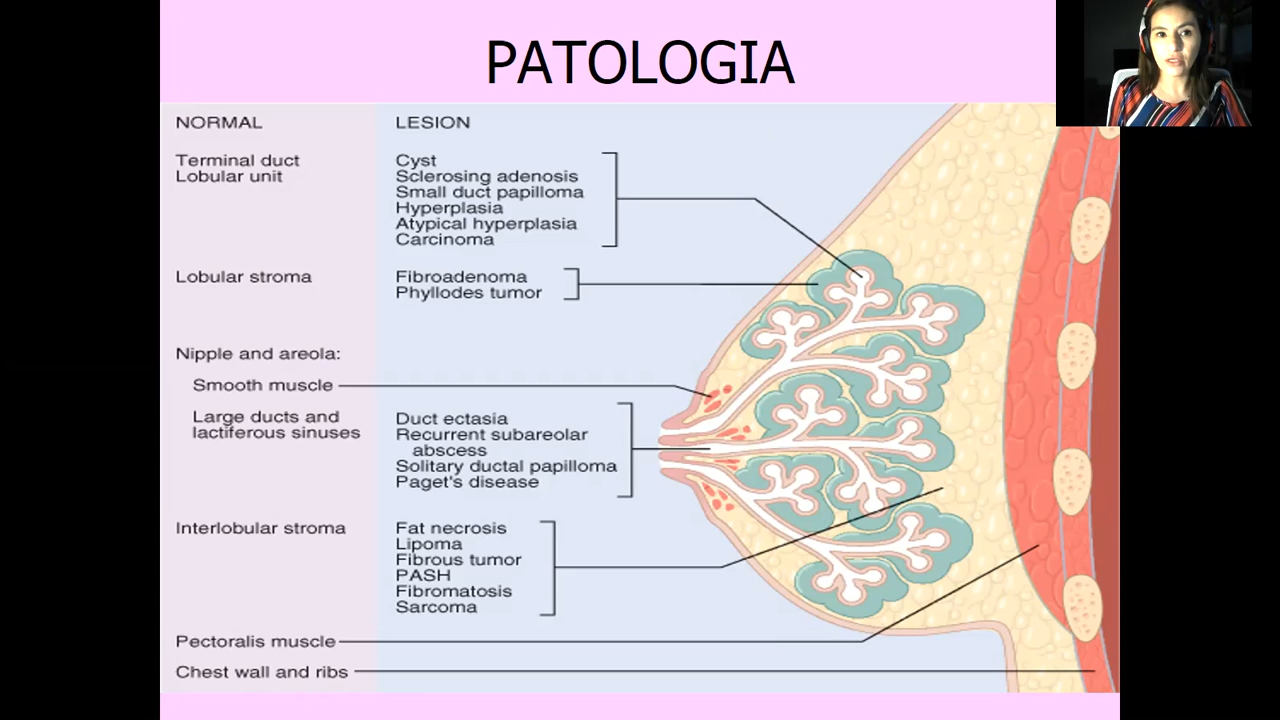 PATOLOGIA
NORMAL
LESION
Terminal duct
Lobular unit
Cyst
Sclerosing adenosis
Small duct papilloma
Hyperplasia
Atypical hyperplasia
Carcinoma
Lobular stroma
Fibroadenoma
Phyllodes tumor
Nipple and areola:
Smooth muscle
Large ducts and
lactiferous sinuses
Duct ectasia
Recurrent subareolar
abscess
Solitary ductal papilloma
Paget's disease
Interlobular stroma
Fat necrosis
Lipoma
Fibrous tumor
PASH
Fibromatosis
Sarcoma
Pectoralis muscle
Chest wall and ribs